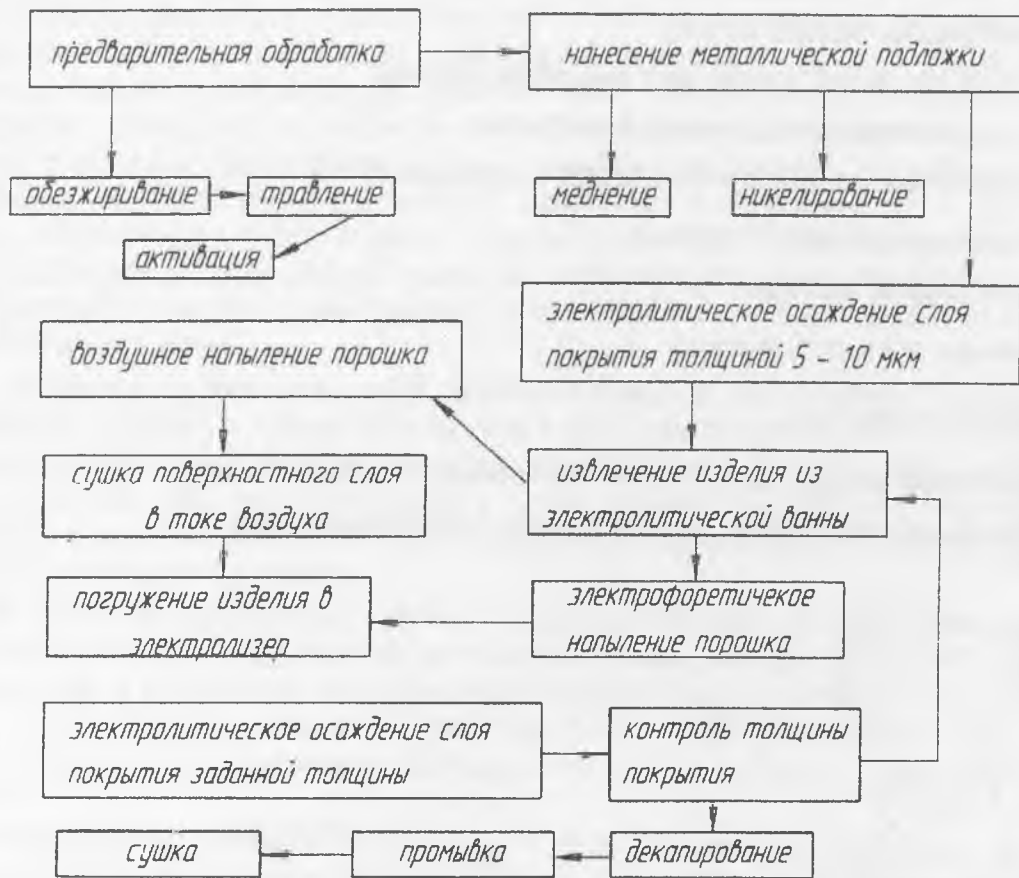 предварительная обработка
нанесение металлической подложки
обезжиривание
травление
меднение
никелирование
активация
электролитическое осаждение слоя
покрытия толщиной 5 – 10 мкм
воздушное напыление порошка
сушка поверхностного слоя
в токе воздуха
извлечение изделия из
электролитической ванны
погружение изделия в
электролизер
электрофоретичекое
напыление порошка
электролитическое осаждение слоя
покрытия заданной толщины
контроль толщины
покрытия
сушка
промывка
декапирование